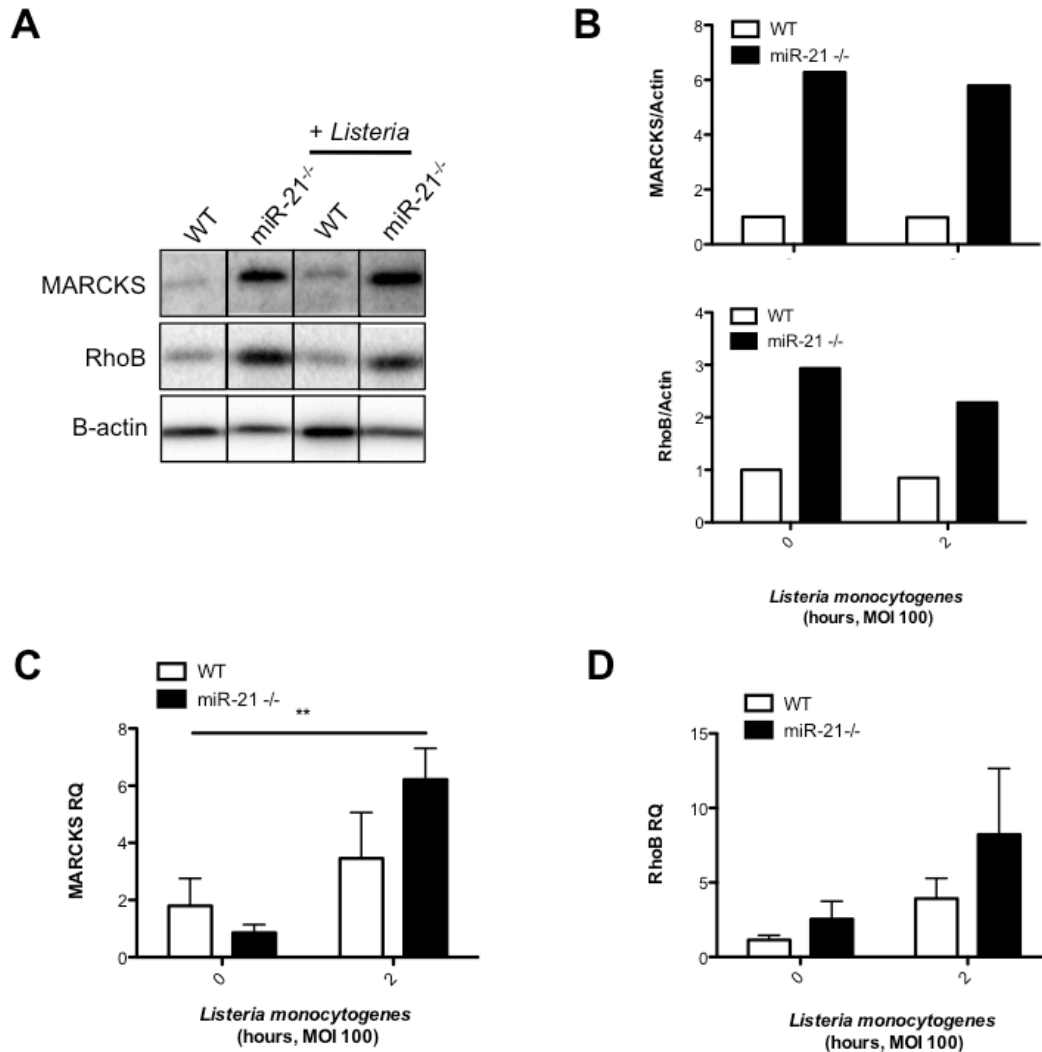 A
+ Listeria
WT
miR-21-/-
WT
miR-21-/-
MARCKS
RhoB
B-actin
B
WT
miR-21 -/-
MARCKS/Actin
8
6
4
2
0
WT
miR-21 -/-
RhoB/Actin
4
3
2
1
0
0
2
Listeria monocytogenes
(hours, MOI 100)
C
WT
miR-21 -/-
**
MARCKS RQ
8
6
4
2
0
0
2
Listeria monocytogenes
(hours, MOI 100)
D
WT
miR-21-/-
RhoB RQ
15
10
5
0
0
2
Listeria monocytogenes
(hours, MOI 100)